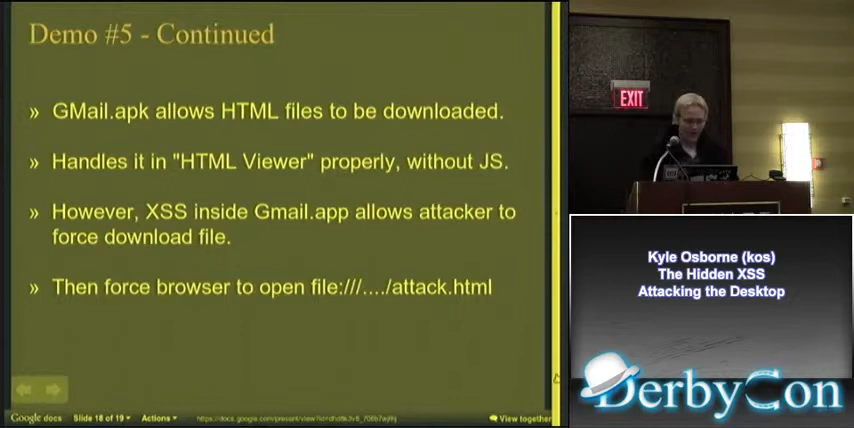 Demo #5 - Continued
» GMail.apk allows HTML files to be downloaded.
» Handles it in "HTML Viewer" properly, without JS.
» However, XSS inside Gmail.app allows attacker to
force download file.
» Then force browser to open file:///..../attack.html
Google docs
Slide 18 of 19
Actions
View together
EXIT
Kyle Osborne (kos)
The Hidden XSS
Attacking the Desktop
DerbyCon